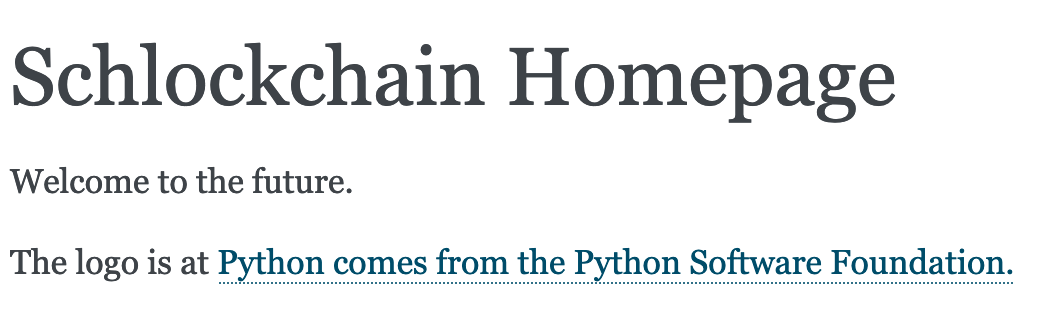 Schlockchain Homepage
Welcome to the future.
The logo is at Python comes from the Python Software Foundation.